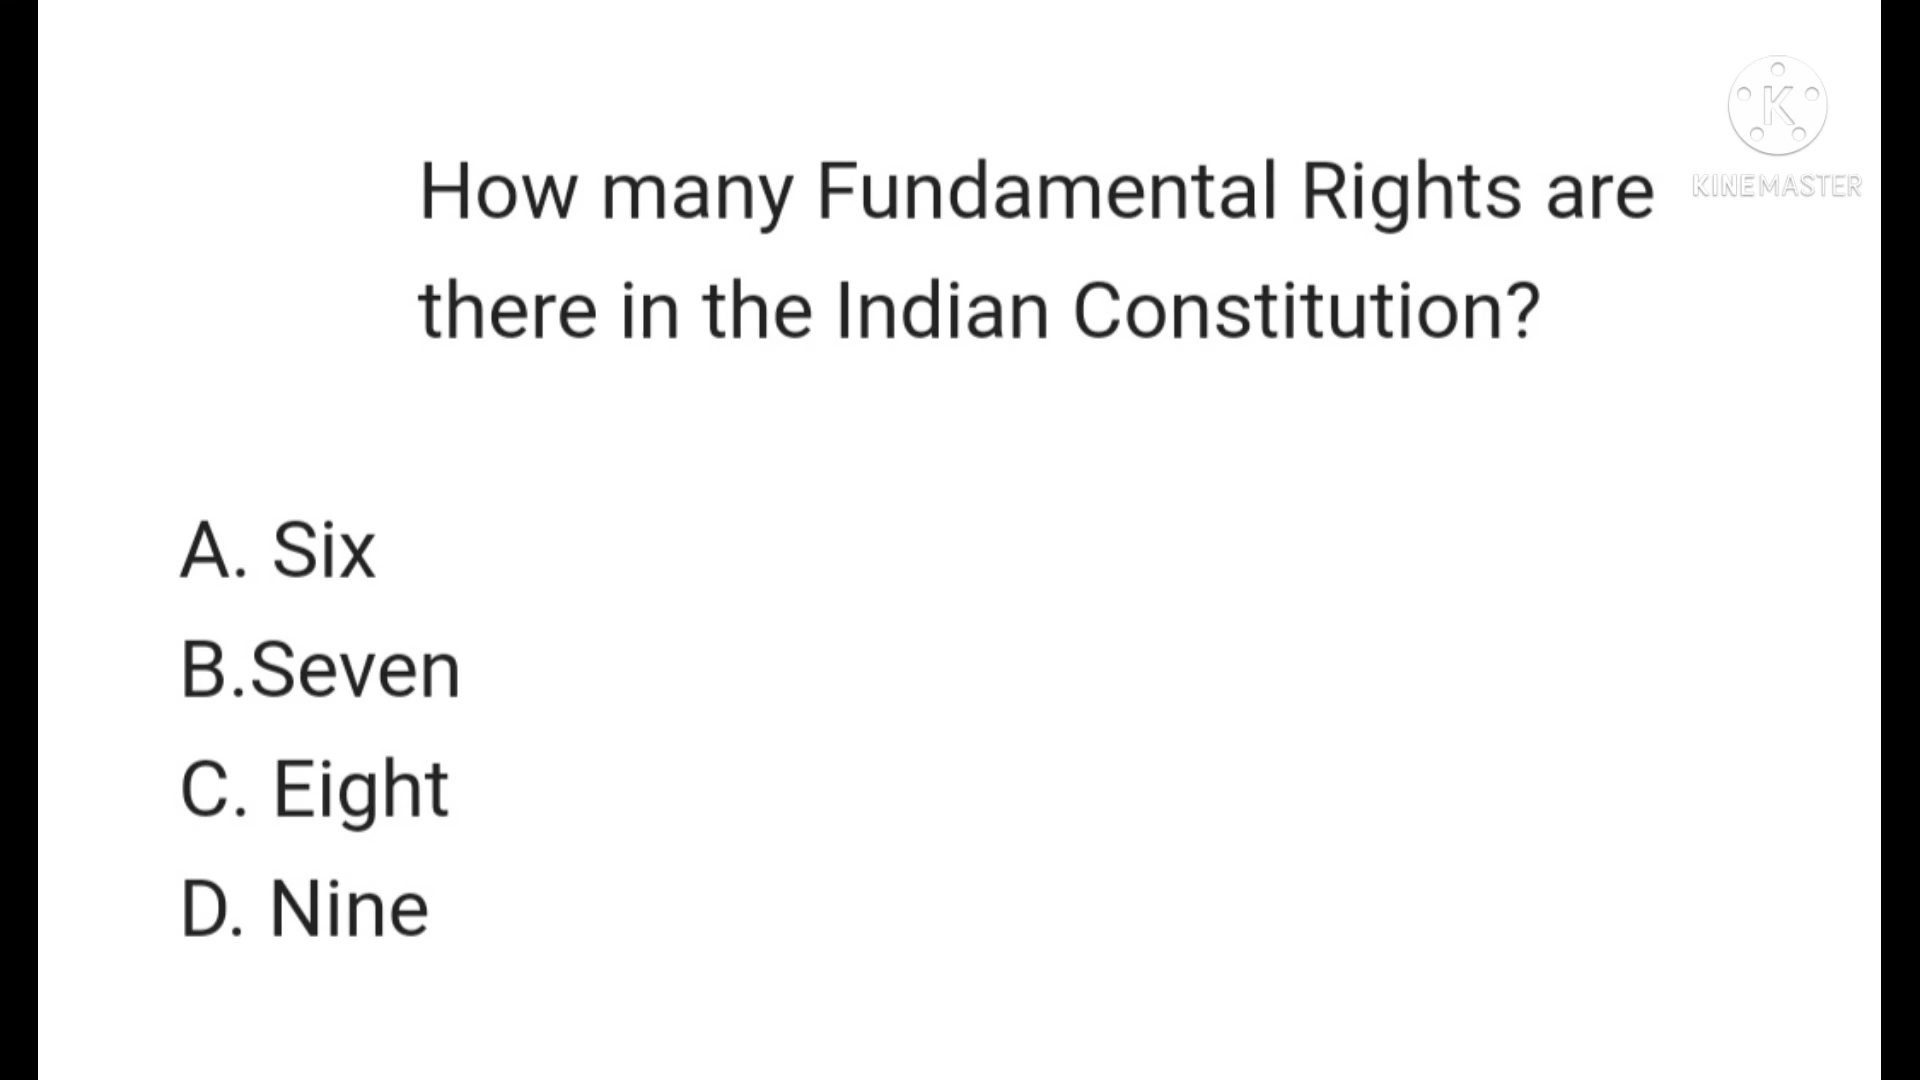 How many Fundamental Rights are
there in the Indian Constitution?
A. Six
B.Seven
C. Eight
D. Nine
K
KINEMASTER